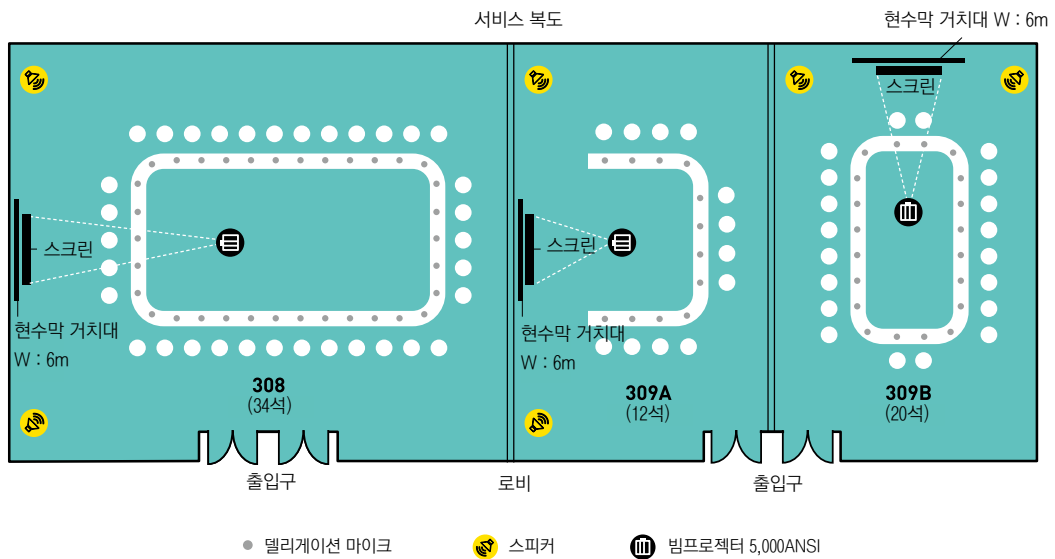 서비스 복도
현수막 거치대 W : 6m
스크린
스크린
스크린
현수막 거치대
W : 6m
현수막 거치대
W : 6m
308
(34석)
309A
(12석)
309B
(20석)
출입구
로비
출입구
델리게이션 마이크
스피커
빔프로젝터 5,000ANSI